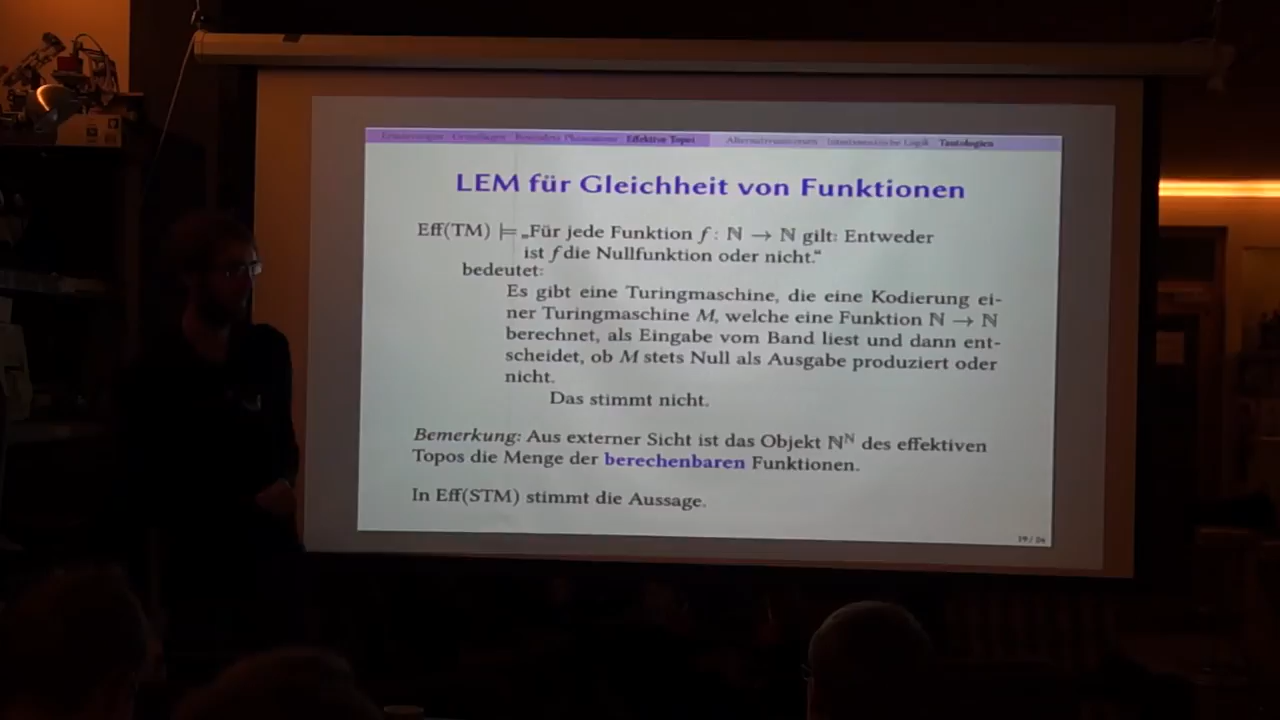 Effektive Topoi Tautologien
LEM für Gleichheit von Funktionen
Eff(TM) ⊨ „Für jede Funktion f : ℕ → ℕ gilt: Entweder
ist f die Nullfunktion oder nicht.“
bedeutet:
Es gibt eine Turingmaschine, die eine Kodierung ei-
ner Turingmaschine M, welche eine Funktion ℕ → ℕ
berechnet, als Eingabe vom Band liest und dann ent-
scheidet, ob M stets Null als Ausgabe produziert oder
nicht.
Das stimmt nicht.
Bemerkung: Aus externer Sicht ist das Objekt ℕ^ℕ des effektiven
Topos die Menge der berechenbaren Funktionen.
In Eff(STM) stimmt die Aussage.